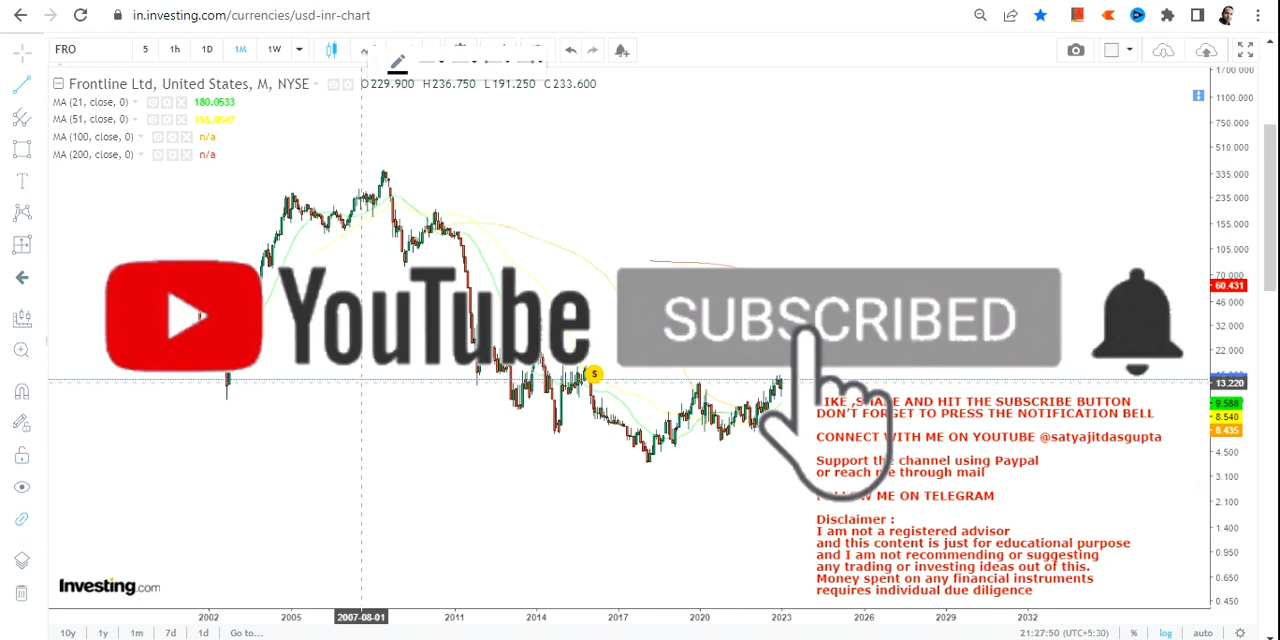 in.investing.com/currencies/usd-inr-chart
FRO 5 1h 1D 1M 1W
Frontline Ltd, United States, M, NYSE O229.900 H236.750 L191.250 C233.600
MA (21, close, 0) 180.0533
MA (51, close, 0)
MA (100, close, 0) n/a
MA (200, close, 0) n/a
1700.000
1100.000
750.000
510.000
335.000
235.000
155.000
105.000
70.000
60.431
46.000
32.000
22.000
13.220
9.588
8.540
8.435
4.500
3.100
2.100
1.400
0.950
0.650
0.450
YouTube
SUBSCRIBED
S
LIKE ,SHARE AND HIT THE SUBSCRIBE BUTTON
DON'T FORGET TO PRESS THE NOTIFICATION BELL
CONNECT WITH ME ON YOUTUBE @satyajitdasgupta
Support the channel using Paypal
or reach me through mail
FOLLOW ME ON TELEGRAM
Disclaimer :
I am not a registered advisor
and this content is just for educational purpose
and I am not recommending or suggesting
any trading or investing ideas out of this.
Money spent on any financial instruments
requires individual due diligence
Investing.com
2002 2005 2007-08-01 2011 2014 2017 2020 2023 2026 2029 2032
10y 1y 1m 7d 1d Go to... 21:27:50 (UTC+5:30) % log auto